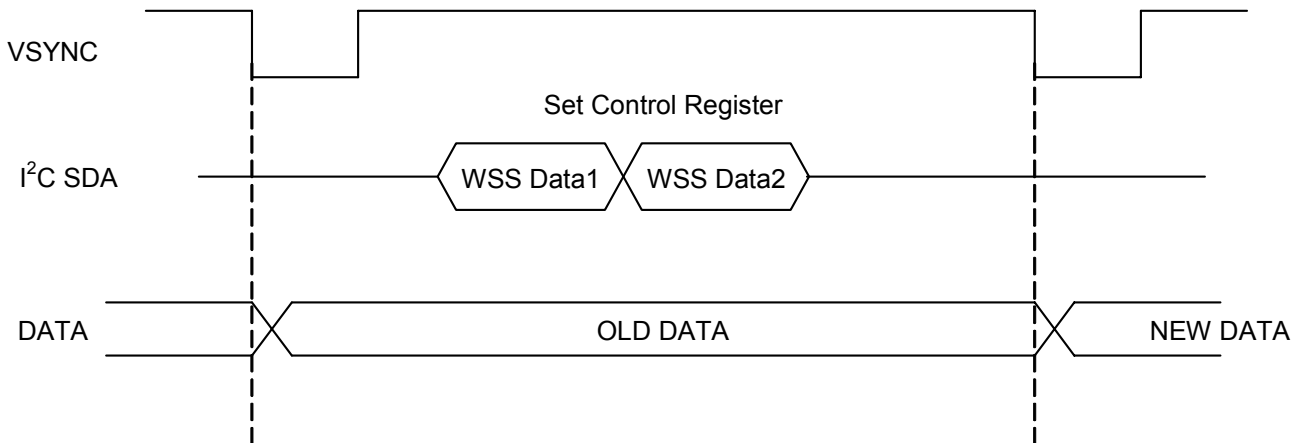 VSYNC
Set Control Register
I²C SDA
WSS Data1
WSS Data2
DATA
OLD DATA
NEW DATA